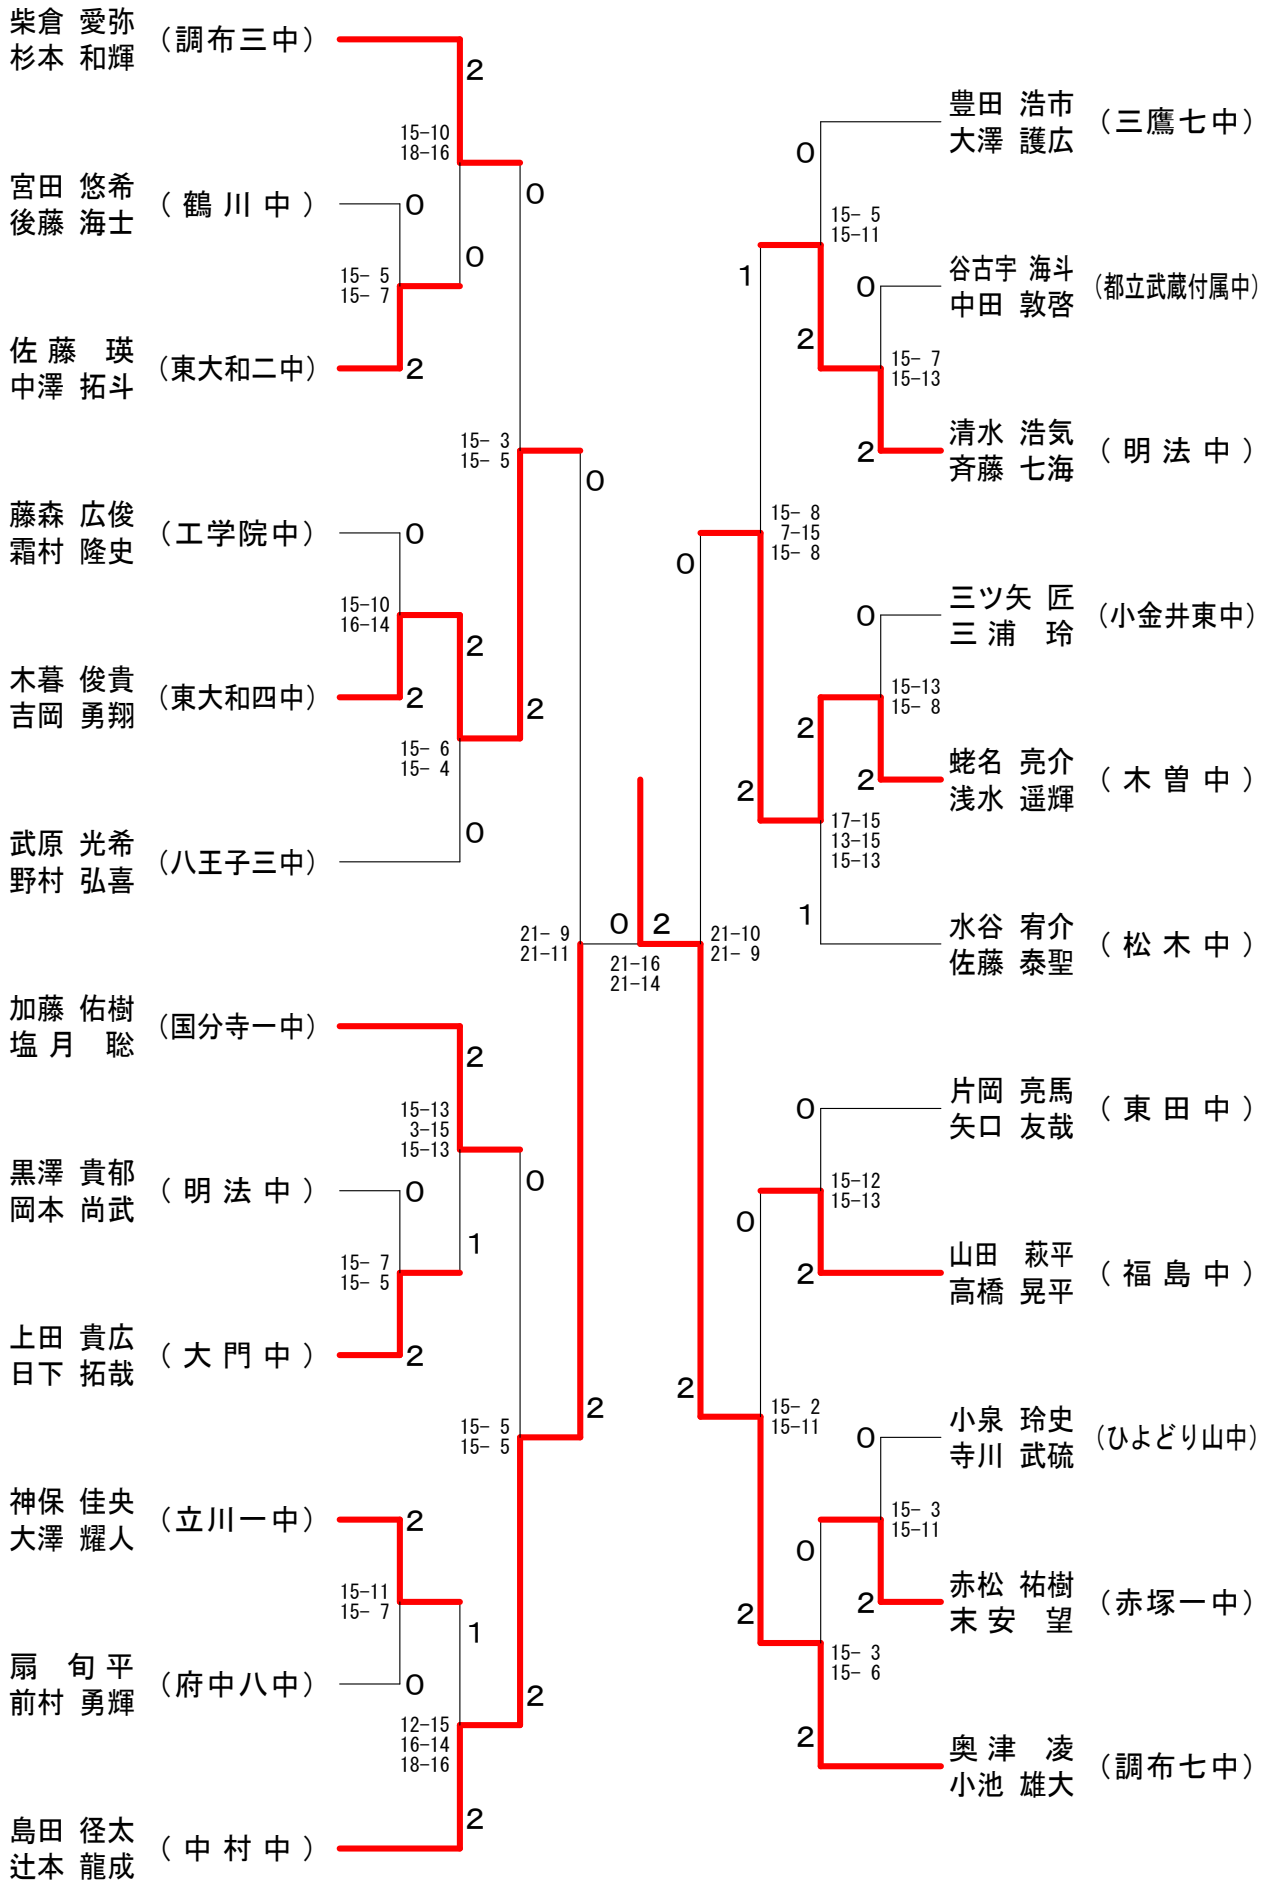 柴倉 愛弥
杉本 和輝
(調布三中)
2
15-10
18-16
0
宮田 悠希
後藤 海士
(鶴川中)
0
0
15- 5
15- 7
佐藤 瑛
中澤 拓斗
(東大和二中)
2
15- 3
15- 5
0
藤森 広俊
霜村 隆史
(工学院中)
0
15-10
16-14
2
木暮 俊貴
吉岡 勇翔
(東大和四中)
2
2
15- 6
15- 4
武原 光希
野村 弘喜
(八王子三中)
0
21- 9
21-11
0
2
21-16
21-14
加藤 佑樹
塩月 聡
(国分寺一中)
2
15-13
3-15
15-13
0
黒澤 貴郁
岡本 尚武
(明法中)
0
1
15- 7
15- 5
上田 貴広
日下 拓哉
(大門中)
2
2
15- 5
15- 5
神保 佳央
大澤 耀人
(立川一中)
2
15-11
15- 7
1
扇 旬平
前村 勇輝
(府中八中)
0
2
12-15
16-14
18-16
島田 径太
辻本 龍成
(中村中)
2
豊田 浩市
大澤 護広
(三鷹七中)
0
15- 5
15-11
1
谷古宇 海斗
中田 敦啓
(都立武蔵付属中)
0
2
15- 7
15-13
清水 浩気
斉藤 七海
(明法中)
2
15- 8
7-15
15- 8
0
三ツ矢 匠
三浦 玲
(小金井東中)
0
15-13
15- 8
2
蛯名 亮介
浅水 遥輝
(木曽中)
2
2
17-15
13-15
15-13
水谷 宥介
佐藤 泰聖
(松木中)
1
21-10
21- 9
片岡 亮馬
矢口 友哉
(東田中)
0
15-12
15-13
0
山田 萩平
高橋 晃平
(福島中)
2
2
15- 2
15-11
小泉 玲史
寺川 武硫
(ひよどり山中)
0
15- 3
15-11
0
赤松 祐樹
末安 望
(赤塚一中)
2
2
15- 3
15- 6
奥津 凌
小池 雄大
(調布七中)
2